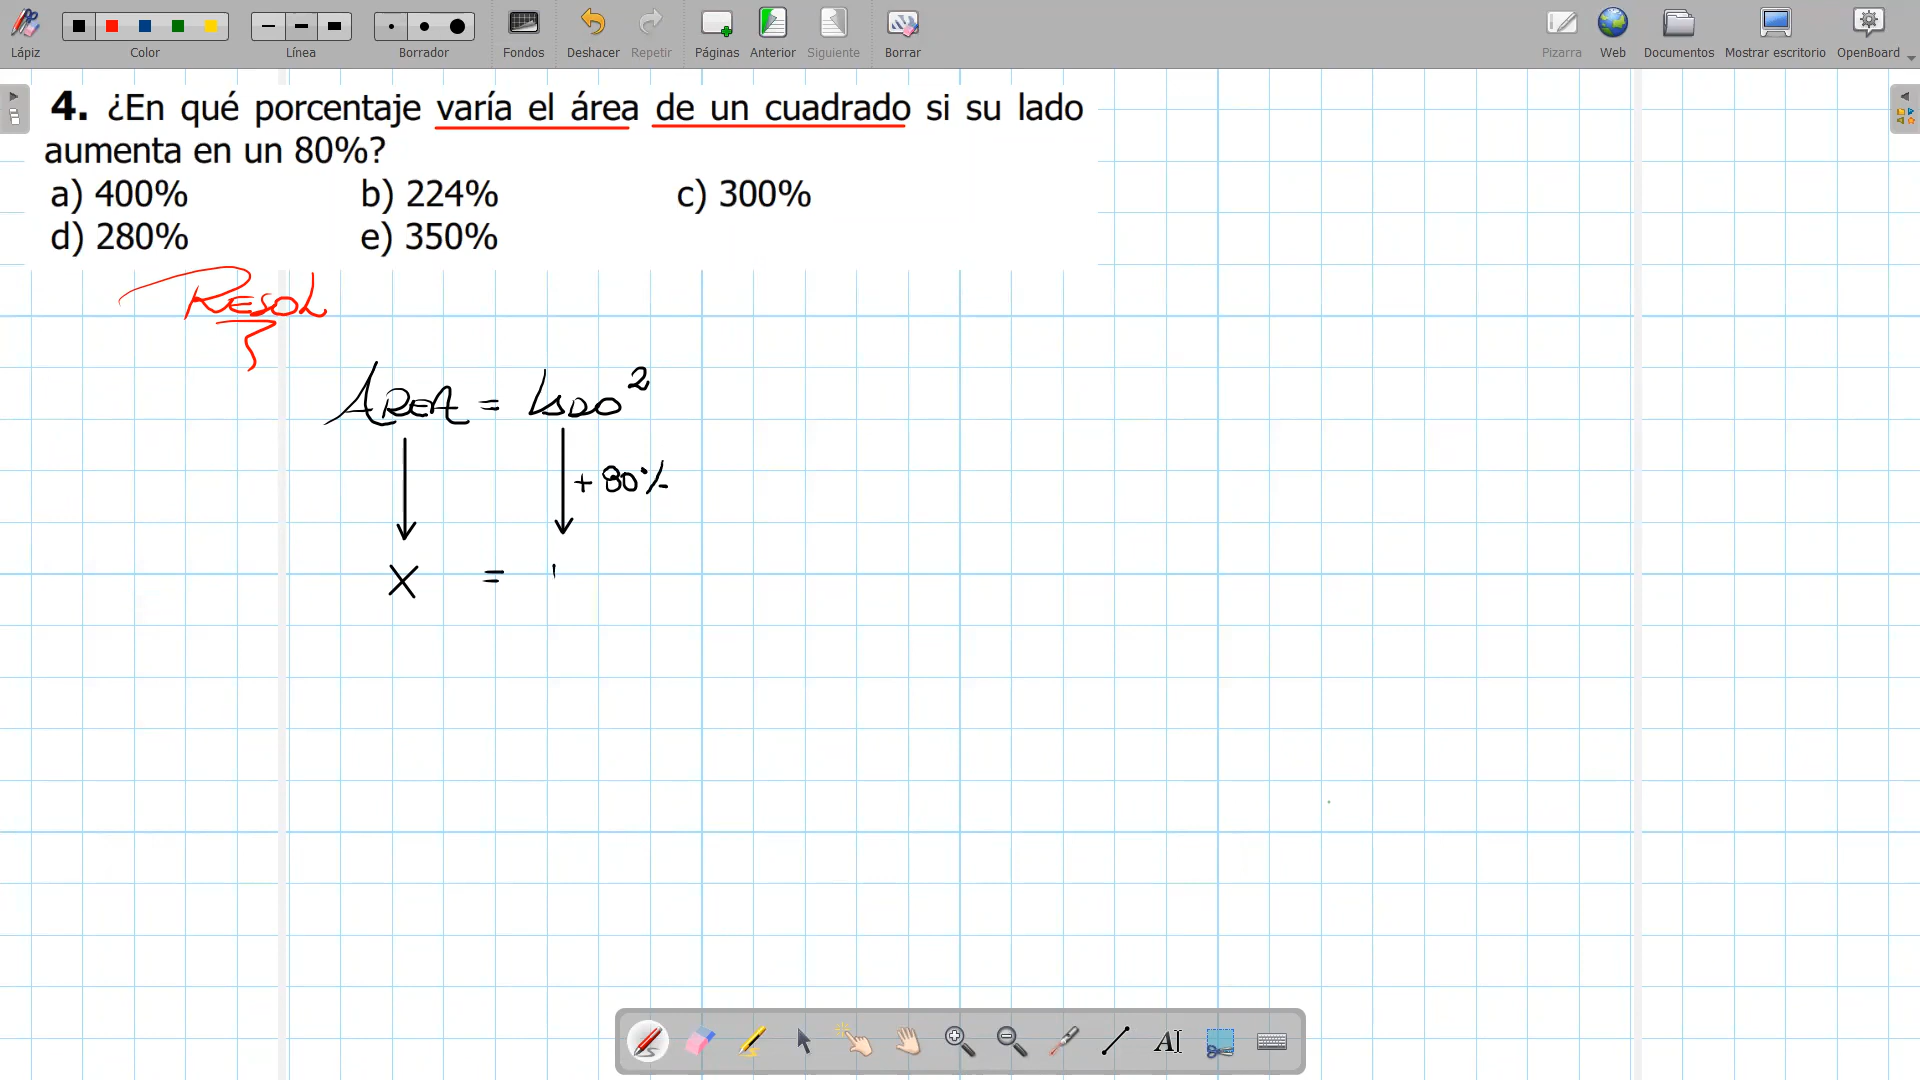 Lápiz Color Línea Borrador Fondos Deshacer Repetir Páginas Anterior Siguiente Borrar Pizarra Web Documentos Mostrar escritorio OpenBoard
4. ¿En qué porcentaje varía el área de un cuadrado si su lado
aumenta en un 80%?
a) 400% b) 224% c) 300%
d) 280% e) 350%
RESOL
AREA = LADO²
+ 80%
X =